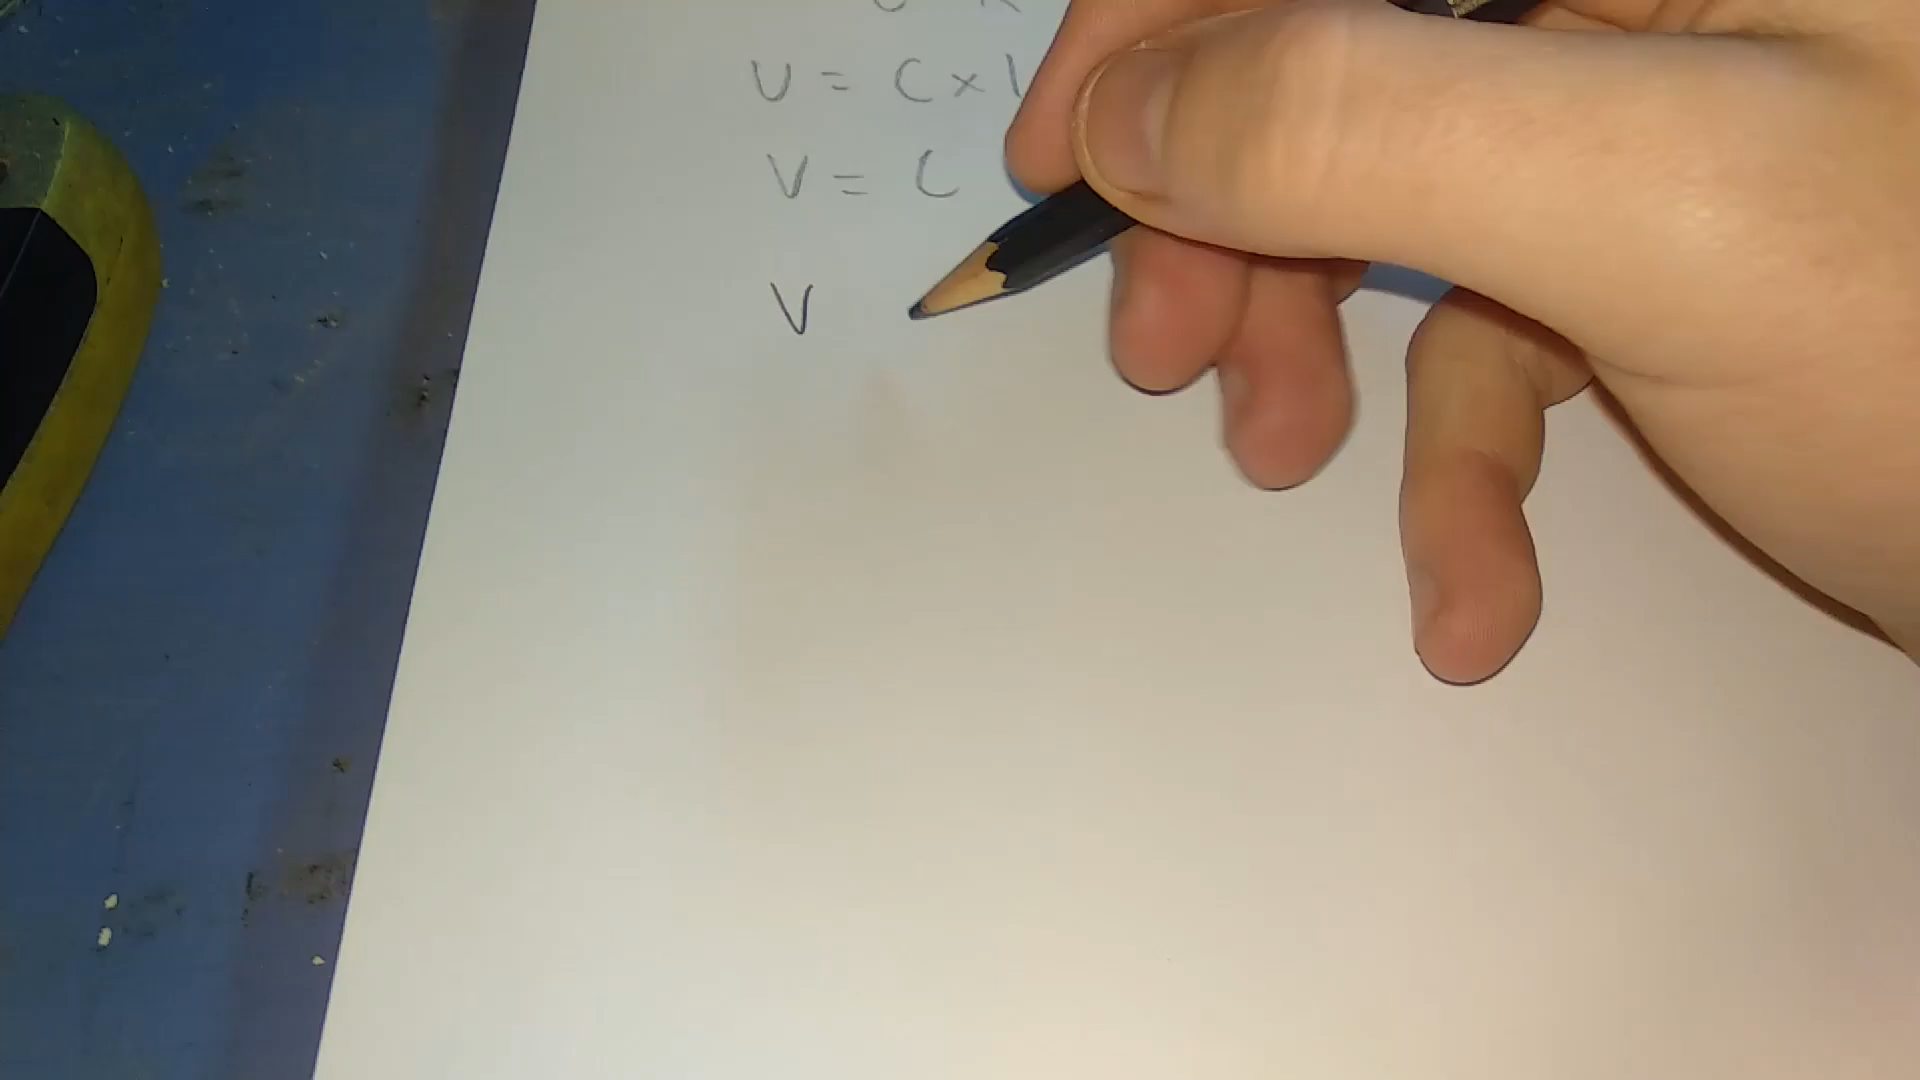 U = C ×
V = C
V